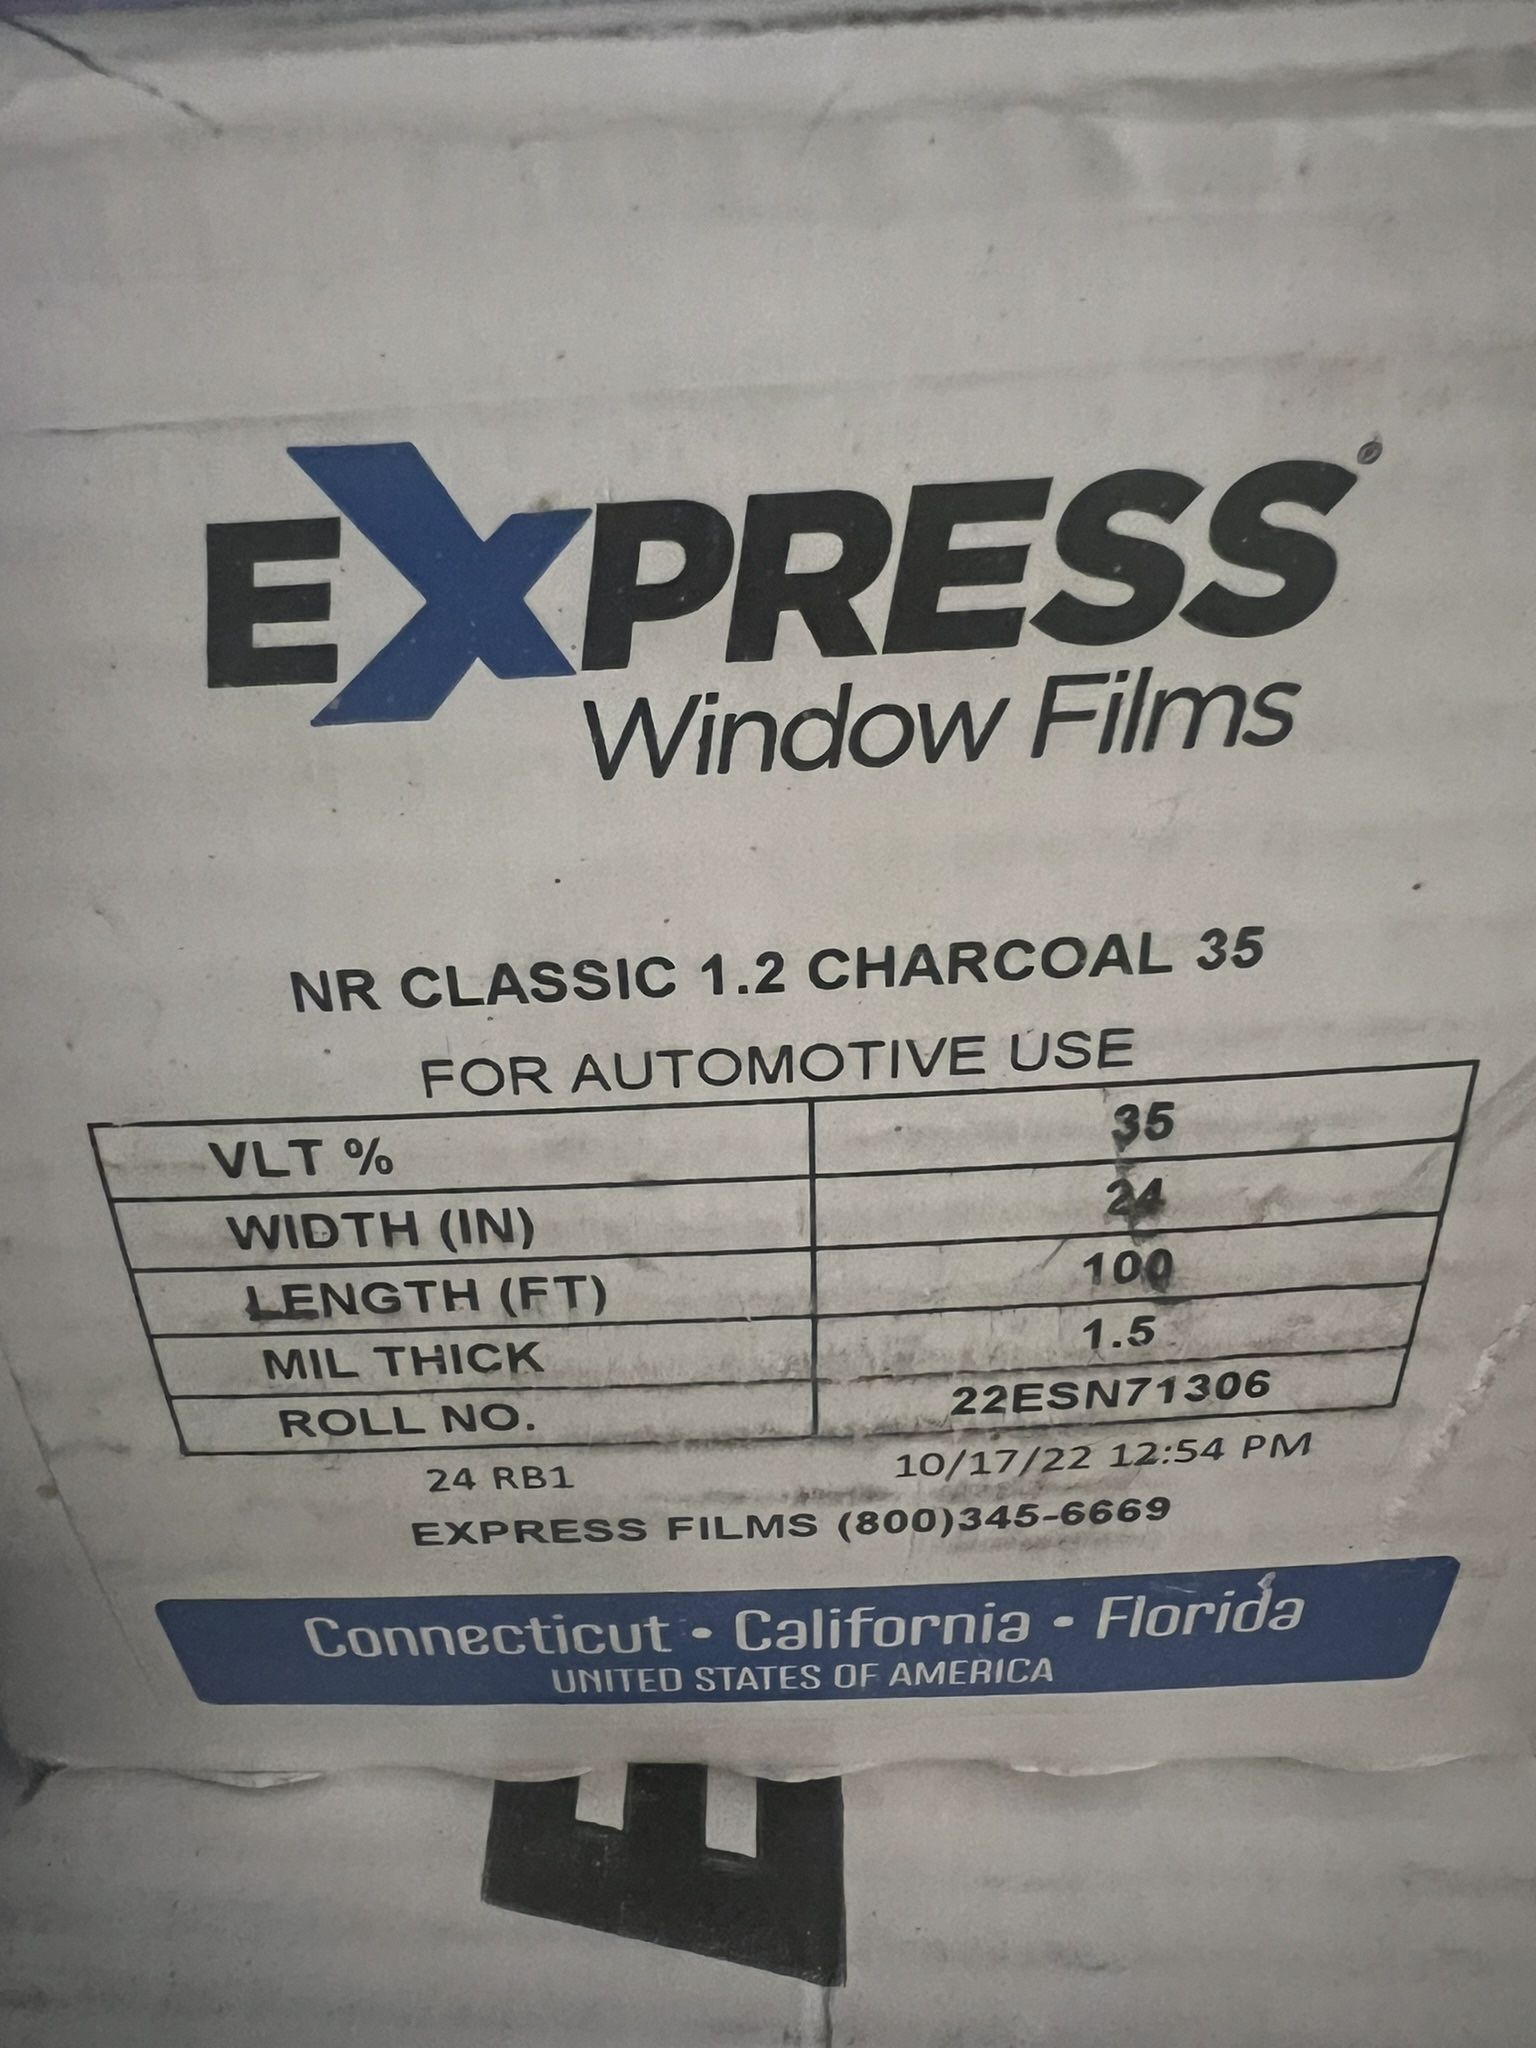 EXPRESS®
Window Films
NR CLASSIC 1.2 CHARCOAL 35
FOR AUTOMOTIVE USE
VLT % 35
WIDTH (IN) 24
LENGTH (FT) 100
MIL THICK 1.5
ROLL NO. 22ESN71306
24 RB1 10/17/22 12:54 PM
EXPRESS FILMS (800)345-6669
Connecticut • California • Florida
UNITED STATES OF AMERICA
E